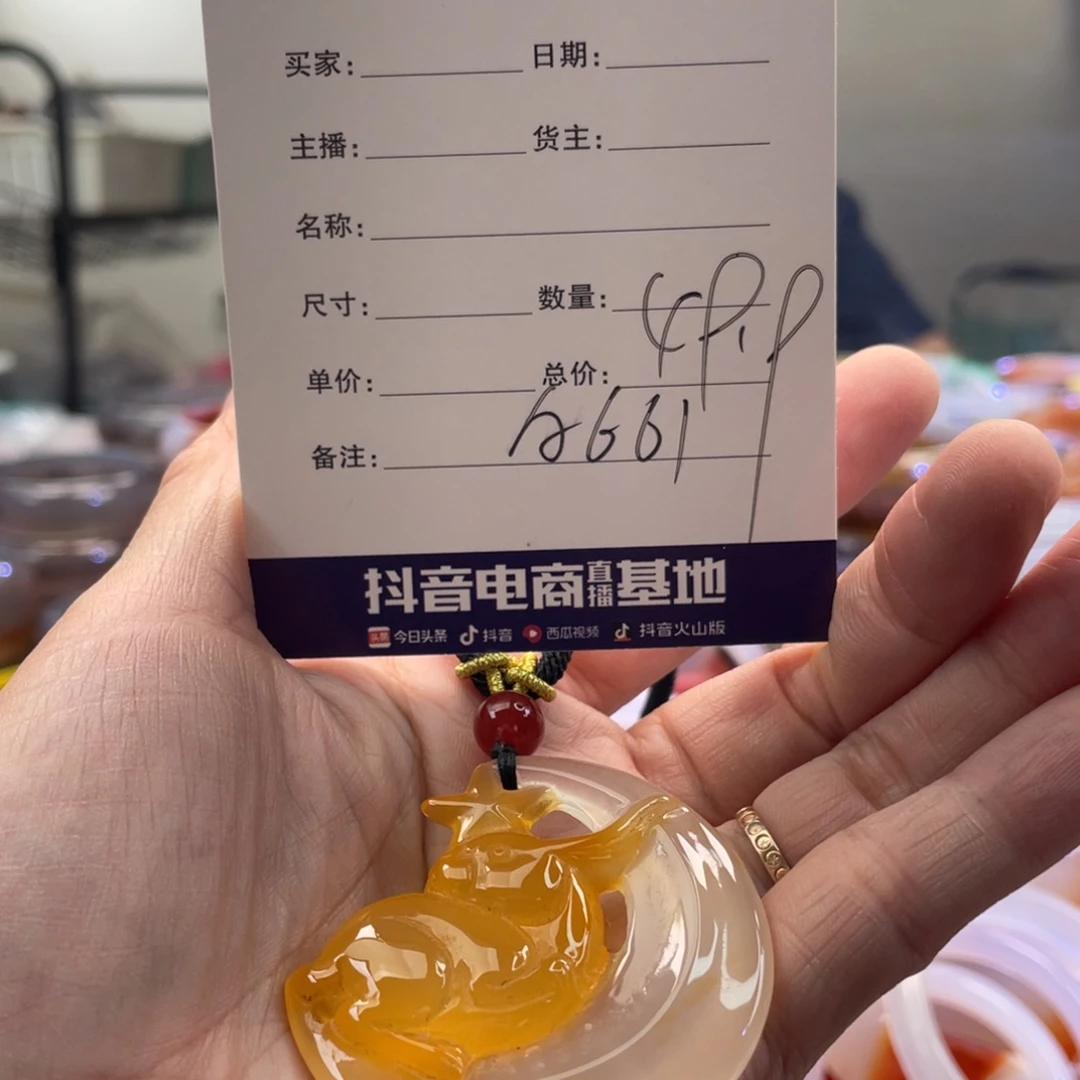 买家： 日期：
主播： 货主：
名称：
尺寸： 数量：
单价： 总价：
备注：
抖音电商直播基地
头条 今日头条 抖音 西瓜视频 抖音火山版